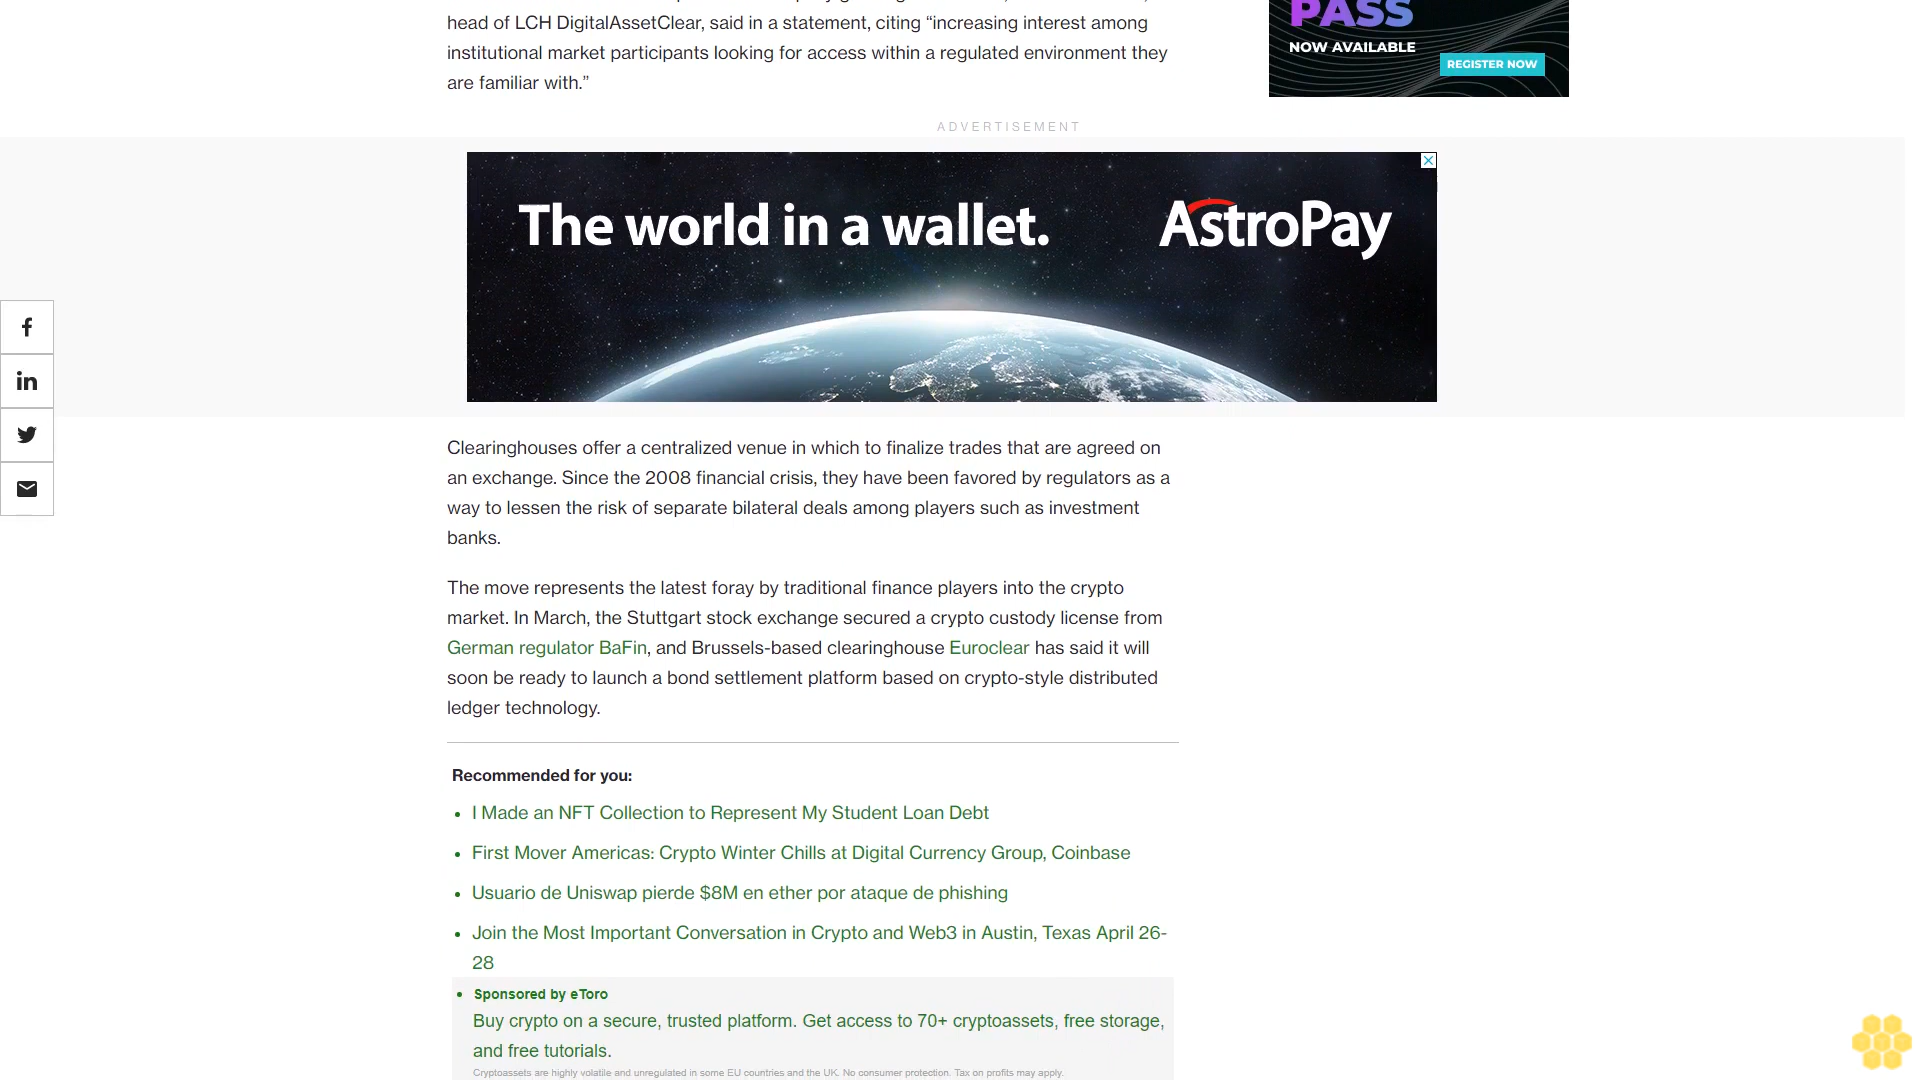 head of LCH DigitalAssetClear, said in a statement, citing “increasing interest among
institutional market participants looking for access within a regulated environment they
are familiar with.”
PASS
NOW AVAILABLE
REGISTER NOW
ADVERTISEMENT
The world in a wallet.
AstroPay
Clearinghouses offer a centralized venue in which to finalize trades that are agreed on
an exchange. Since the 2008 financial crisis, they have been favored by regulators as a
way to lessen the risk of separate bilateral deals among players such as investment
banks.
The move represents the latest foray by traditional finance players into the crypto
market. In March, the Stuttgart stock exchange secured a crypto custody license from
German regulator BaFin, and Brussels-based clearinghouse Euroclear has said it will
soon be ready to launch a bond settlement platform based on crypto-style distributed
ledger technology.
Recommended for you:
• I Made an NFT Collection to Represent My Student Loan Debt
• First Mover Americas: Crypto Winter Chills at Digital Currency Group, Coinbase
• Usuario de Uniswap pierde $8M en ether por ataque de phishing
• Join the Most Important Conversation in Crypto and Web3 in Austin, Texas April 26-
28
• Sponsored by eToro
Buy crypto on a secure, trusted platform. Get access to 70+ cryptoassets, free storage,
and free tutorials.
Cryptoassets are highly volatile and unregulated in some EU countries and the UK. No consumer protection. Tax on profits may apply.